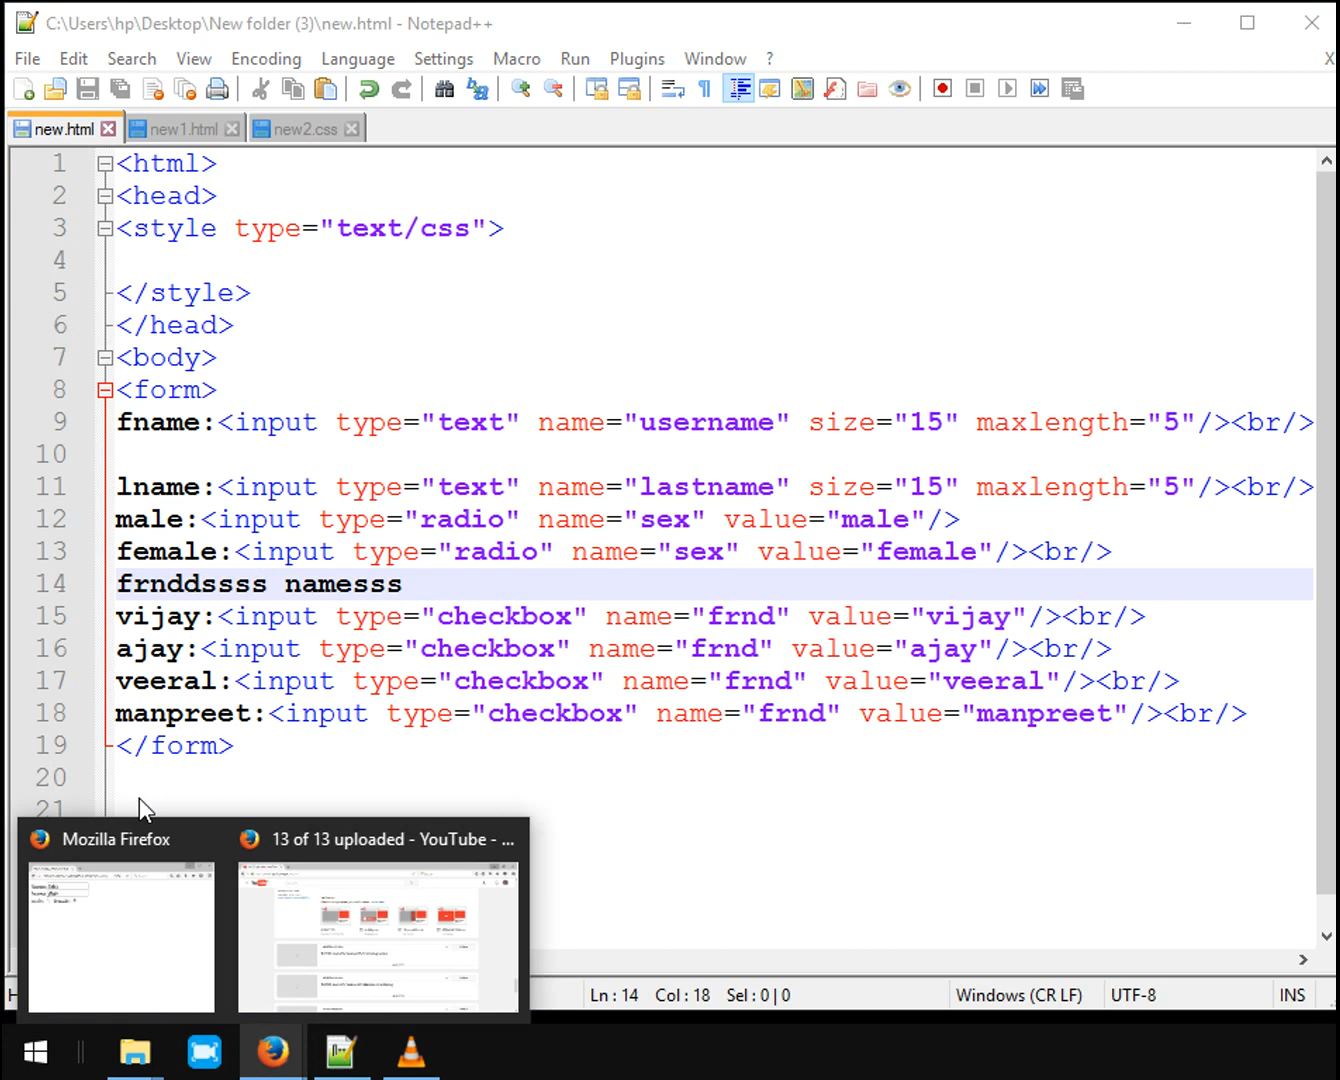 C:\Users\hp\Desktop\New folder (3)\new.html - Notepad++
File Edit Search View Encoding Language Settings Macro Run Plugins Window ? X
new.html new1.html new2.css
1 <html>
2 <head>
3 <style type="text/css">
4
5 </style>
6 </head>
7 <body>
8 <form>
9 fname:<input type="text" name="username" size="15" maxlength="5"/><br/>
10
11 lname:<input type="text" name="lastname" size="15" maxlength="5"/><br/>
12 male:<input type="radio" name="sex" value="male"/>
13 female:<input type="radio" name="sex" value="female"/><br/>
14 frnddssss namesss
15 vijay:<input type="checkbox" name="frnd" value="vijay"/><br/>
16 ajay:<input type="checkbox" name="frnd" value="ajay"/><br/>
17 veeral:<input type="checkbox" name="frnd" value="veeral"/><br/>
18 manpreet:<input type="checkbox" name="frnd" value="manpreet"/><br/>
19 </form>
20
21
Mozilla Firefox
13 of 13 uploaded - YouTube - ...
Ln : 14 Col : 18 Sel : 0 | 0 Windows (CR LF) UTF-8 INS